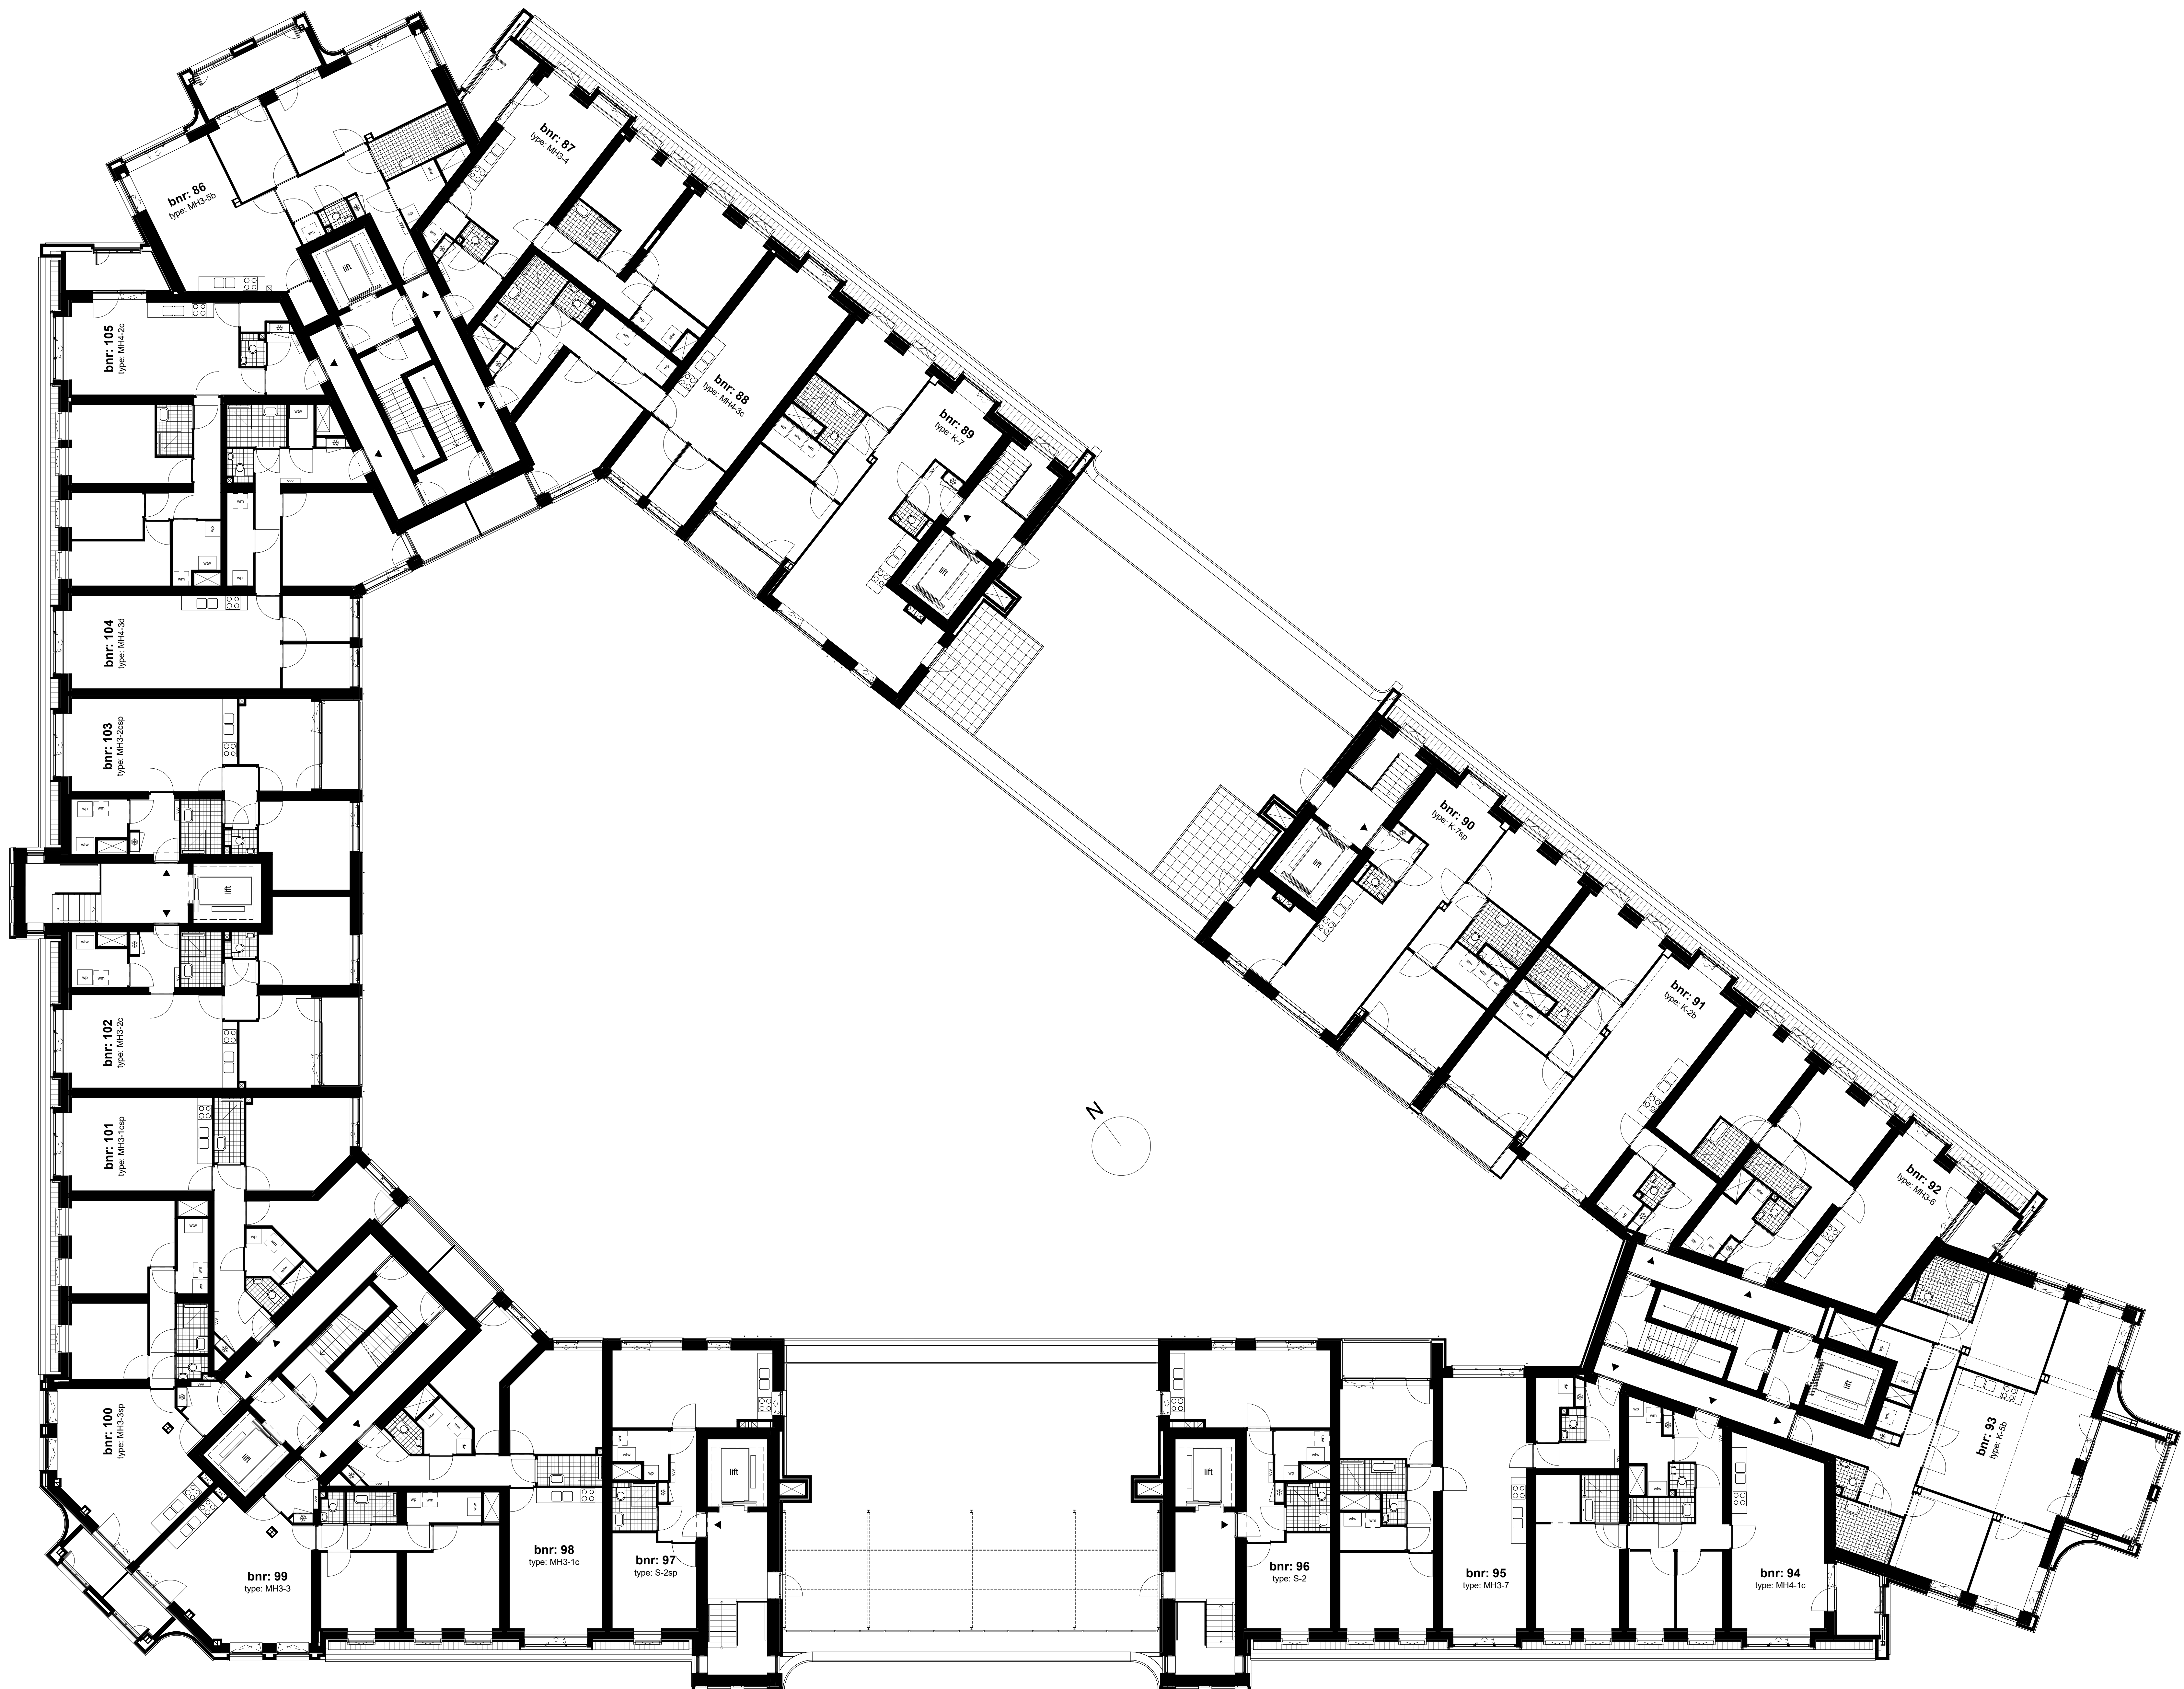 bnr: 86
type: MH3-5b
bnr: 87
type: MH3-4
bnr: 88
type: MH4-3c
bnr: 89
type: K-7
bnr: 90
type: K-7sp
bnr: 91
type: K-2b
bnr: 92
type: MH3-6
bnr: 93
type: K-5b
bnr: 94
type: MH4-1c
bnr: 95
type: MH3-7
bnr: 96
type: S-2
bnr: 97
type: S-2sp
bnr: 98
type: MH3-1c
bnr: 99
type: MH3-3
bnr: 100
type: MH3-3sp
bnr: 101
type: MH3-1csp
bnr: 102
type: MH3-2c
bnr: 103
type: MH3-2csp
bnr: 104
type: MH4-3d
bnr: 105
type: MH4-2c
lift
lift
lift
lift
lift
lift
lift
lift
N